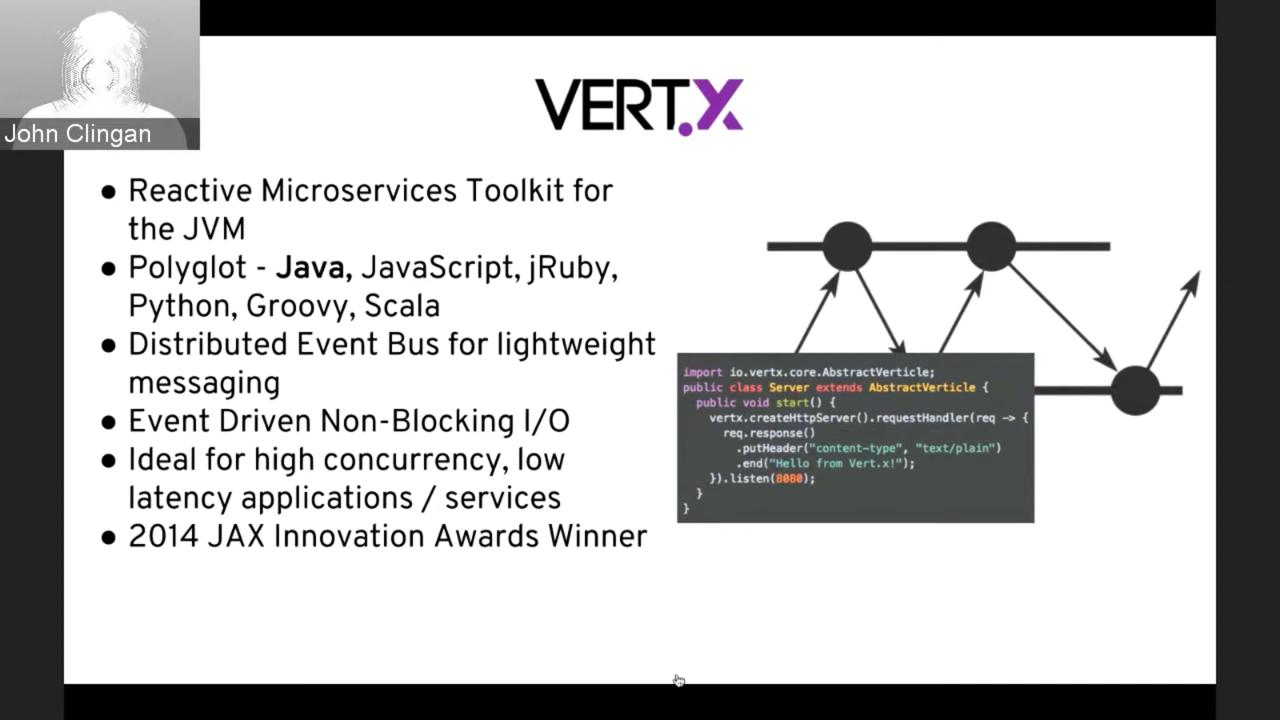 John Clingan
VERT.X
● Reactive Microservices Toolkit for
the JVM
● Polyglot - Java, JavaScript, jRuby,
Python, Groovy, Scala
● Distributed Event Bus for lightweight
messaging
● Event Driven Non-Blocking I/O
● Ideal for high concurrency, low
latency applications / services
● 2014 JAX Innovation Awards Winner
import io.vertx.core.AbstractVerticle;
public class Server extends AbstractVerticle {
  public void start() {
    vertx.createHttpServer().requestHandler(req -> {
      req.response()
        .putHeader("content-type", "text/plain")
        .end("Hello from Vert.x!");
    }).listen(8080);
  }
}